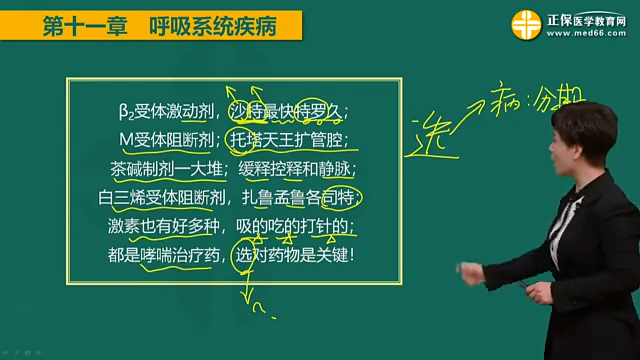 第十一章 呼吸系统疾病
正保医学教育网
www.med66.com
β2受体激动剂，沙特最快特罗久；
M受体阻断剂，托塔天王扩管腔；
茶碱制剂一大堆；缓释控释和静脉；
白三烯受体阻断剂，扎鲁孟鲁各司特；
激素也有好多种，吸的吃的打针的；
都是哮喘治疗药，选对药物是关键！
选
病：分期